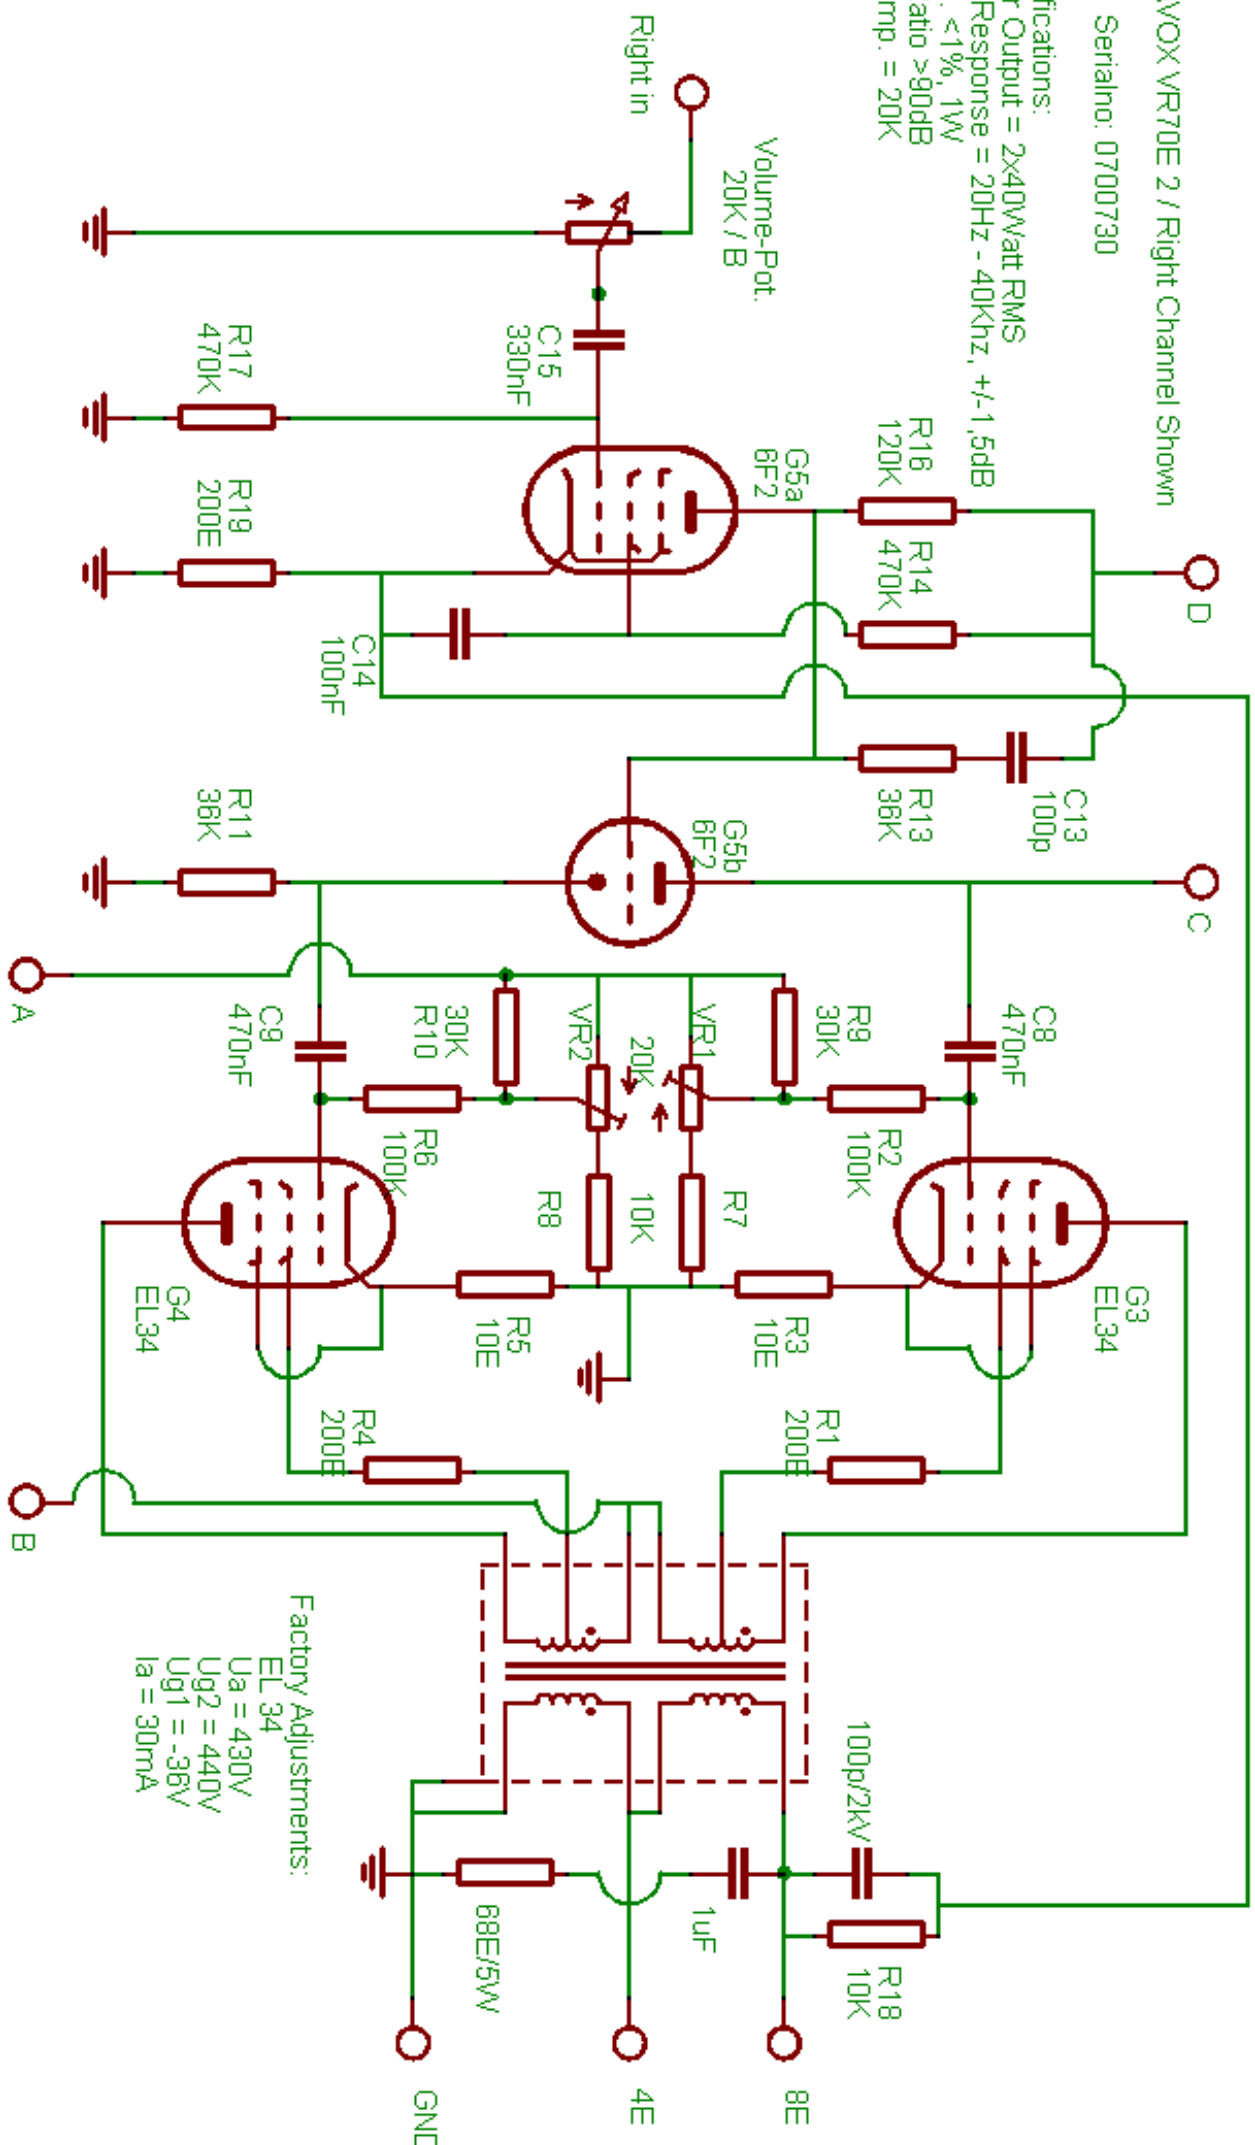 AVOX VR70E 2 / Right Channel Shown
Serialno: 0700730
fications:
r Output = 2x40Watt RMS
Response = 20Hz - 40Khz, +/-1,5dB
. <1%, 1W
atio >90dB
mp. = 20K
Right in
Volume-Pot.
20K / B
C15
330nF
R17
470K
R19
200E
G5a
6F2
R16
120K
R14
470K
D
C14
100nF
R13
36K
C13
100p
G5b
6F2
R11
36K
C
A
C9
470nF
30K
R10
VR2
20K
VR1
R9
30K
C8
470nF
R6
100K
R2
100K
R8
10K
R7
G4
EL34
R5
10E
R3
10E
G3
EL34
R4
200E
R1
200E
B
Factory Adjustments:
EL 34
Ua = 430V
Ug2 = 440V
Ug1 = -36V
Ia = 30mA
100p/2kV
68E/5W
1uF
R18
10K
GND
4E
8E